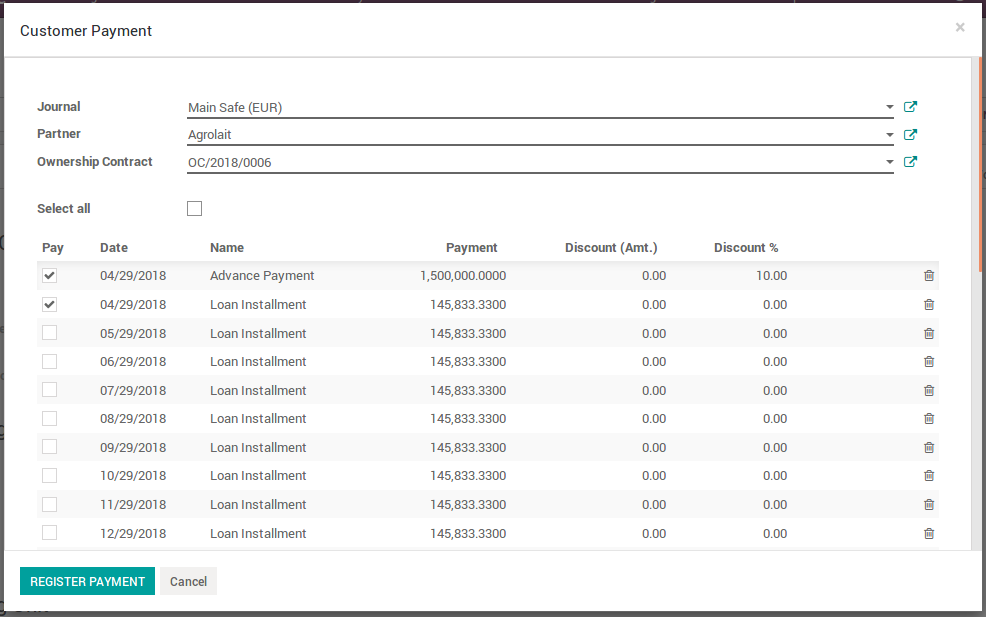 Customer Payment ×
Journal Main Safe (EUR)
Partner Agrolait
Ownership Contract OC/2018/0006
Select all
Pay Date Name Payment Discount (Amt.) Discount %
04/29/2018 Advance Payment 1,500,000.0000 0.00 10.00
04/29/2018 Loan Installment 145,833.3300 0.00 0.00
05/29/2018 Loan Installment 145,833.3300 0.00 0.00
06/29/2018 Loan Installment 145,833.3300 0.00 0.00
07/29/2018 Loan Installment 145,833.3300 0.00 0.00
08/29/2018 Loan Installment 145,833.3300 0.00 0.00
09/29/2018 Loan Installment 145,833.3300 0.00 0.00
10/29/2018 Loan Installment 145,833.3300 0.00 0.00
11/29/2018 Loan Installment 145,833.3300 0.00 0.00
12/29/2018 Loan Installment 145,833.3300 0.00 0.00
REGISTER PAYMENT Cancel